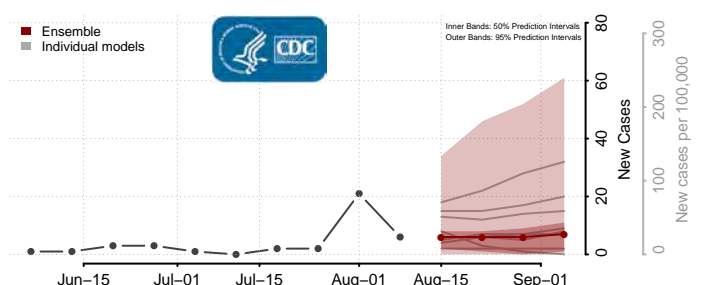 Ensemble
Individual models
CDC
Inner Bands: 50% Prediction Intervals
Outer Bands: 95% Prediction Intervals
80
60
40
20
0
New Cases
300
200
100
0
New cases per 100,000
Jun–15
Jul–01
Jul–15
Aug–01
Aug–15
Sep–01